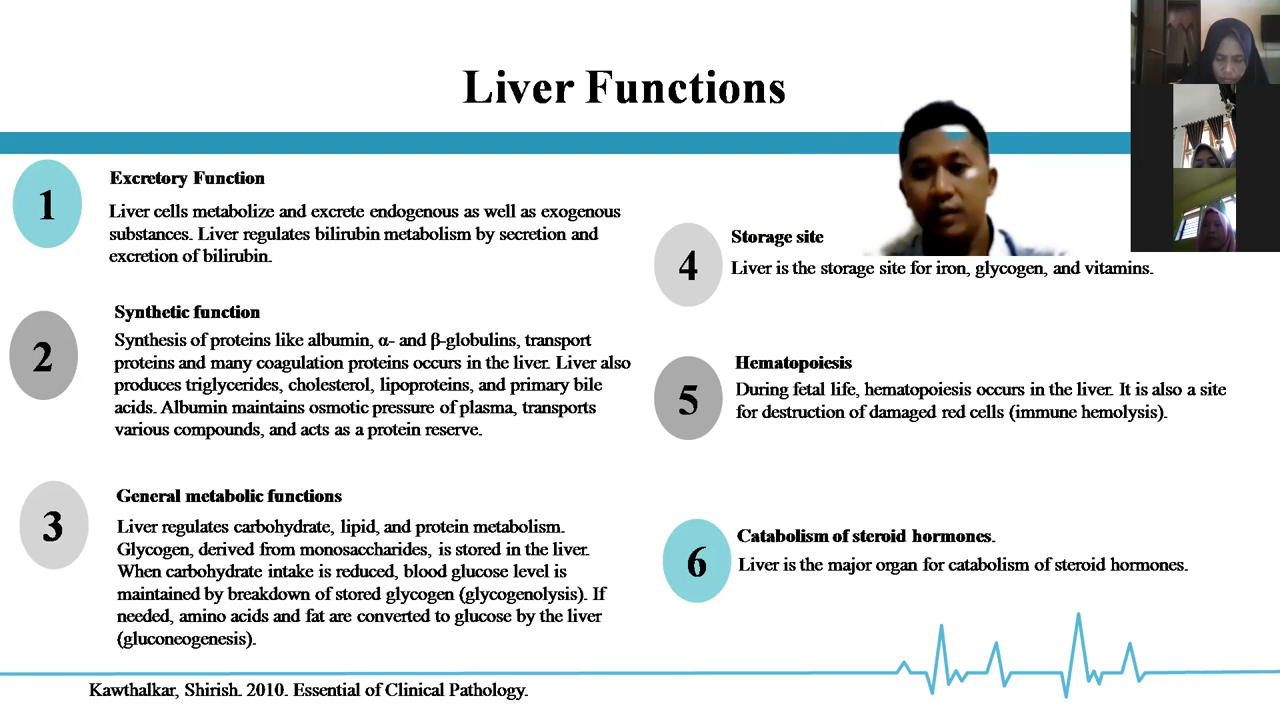 Liver Functions
1
Excretory Function
Liver cells metabolize and excrete endogenous as well as exogenous
substances. Liver regulates bilirubin metabolism by secretion and
excretion of bilirubin.
2
Synthetic function
Synthesis of proteins like albumin, α- and β-globulins, transport
proteins and many coagulation proteins occurs in the liver. Liver also
produces triglycerides, cholesterol, lipoproteins, and primary bile
acids. Albumin maintains osmotic pressure of plasma, transports
various compounds, and acts as a protein reserve.
3
General metabolic functions
Liver regulates carbohydrate, lipid, and protein metabolism.
Glycogen, derived from monosaccharides, is stored in the liver.
When carbohydrate intake is reduced, blood glucose level is
maintained by breakdown of stored glycogen (glycogenolysis). If
needed, amino acids and fat are converted to glucose by the liver
(gluconeogenesis).
4
Storage site
Liver is the storage site for iron, glycogen, and vitamins.
5
Hematopoiesis
During fetal life, hematopoiesis occurs in the liver. It is also a site
for destruction of damaged red cells (immune hemolysis).
6
Catabolism of steroid hormones.
Liver is the major organ for catabolism of steroid hormones.
Kawthalkar, Shirish. 2010. Essential of Clinical Pathology.